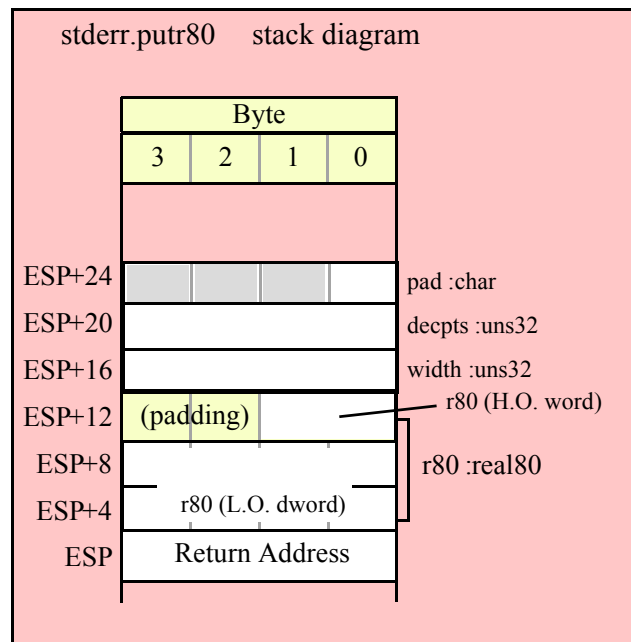 stderr.putr80 stack diagram
Byte
3 2 1 0
ESP+24 pad :char
ESP+20 decpts :uns32
ESP+16 width :uns32
ESP+12 (padding) r80 (H.O. word)
ESP+8 r80 :real80
ESP+4 r80 (L.O. dword)
ESP Return Address